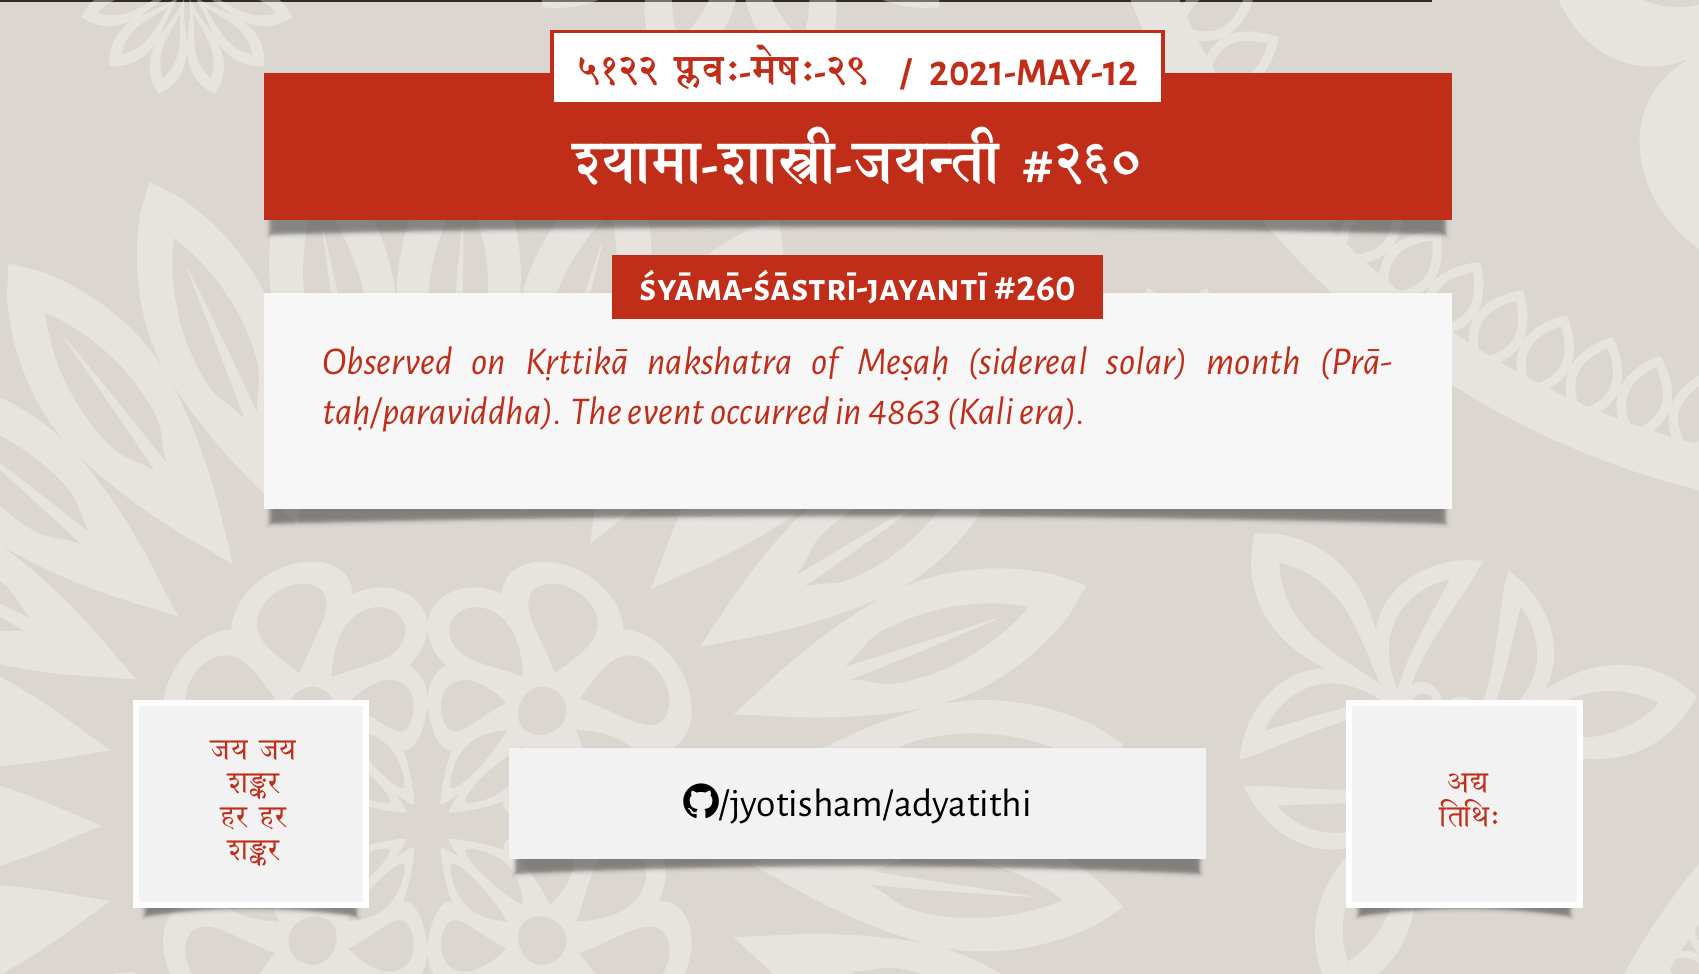 ५१२२ प्लवः-मेषः-२९ / 2021-MAY-12
श्यामा-शास्त्री-जयन्ती #२६०
ŚYĀMĀ-ŚĀSTRĪ-JAYANTĪ #260
Observed on Kṛttikā nakshatra of Meṣaḥ (sidereal solar) month (Prā-
taḥ/paraviddha). The event occurred in 4863 (Kali era).
जय जय
शङ्कर
हर हर
शङ्कर
/jyotisham/adyatithi
अद्य
तिथिः